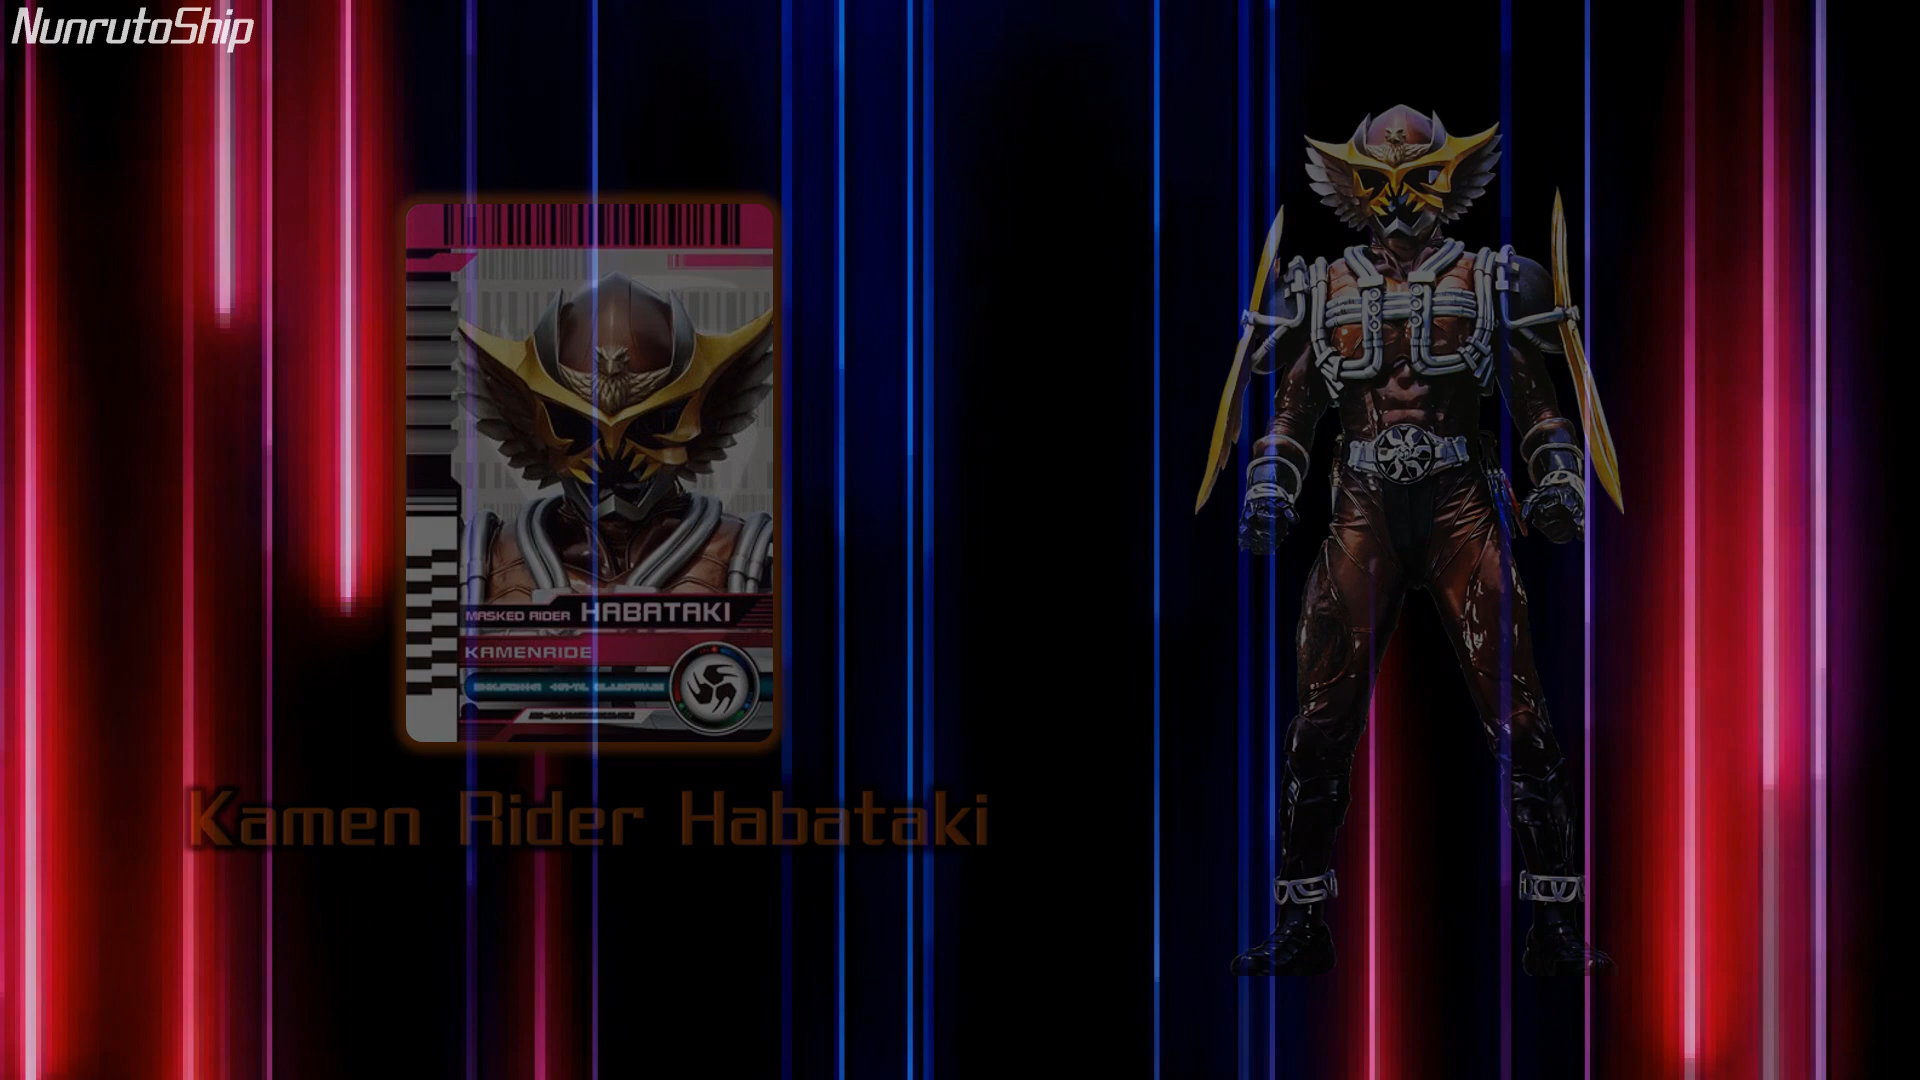 NunrutoShip
MASKED RIDER HABATAKI
KAMENRIDE
Kamen Rider Habataki